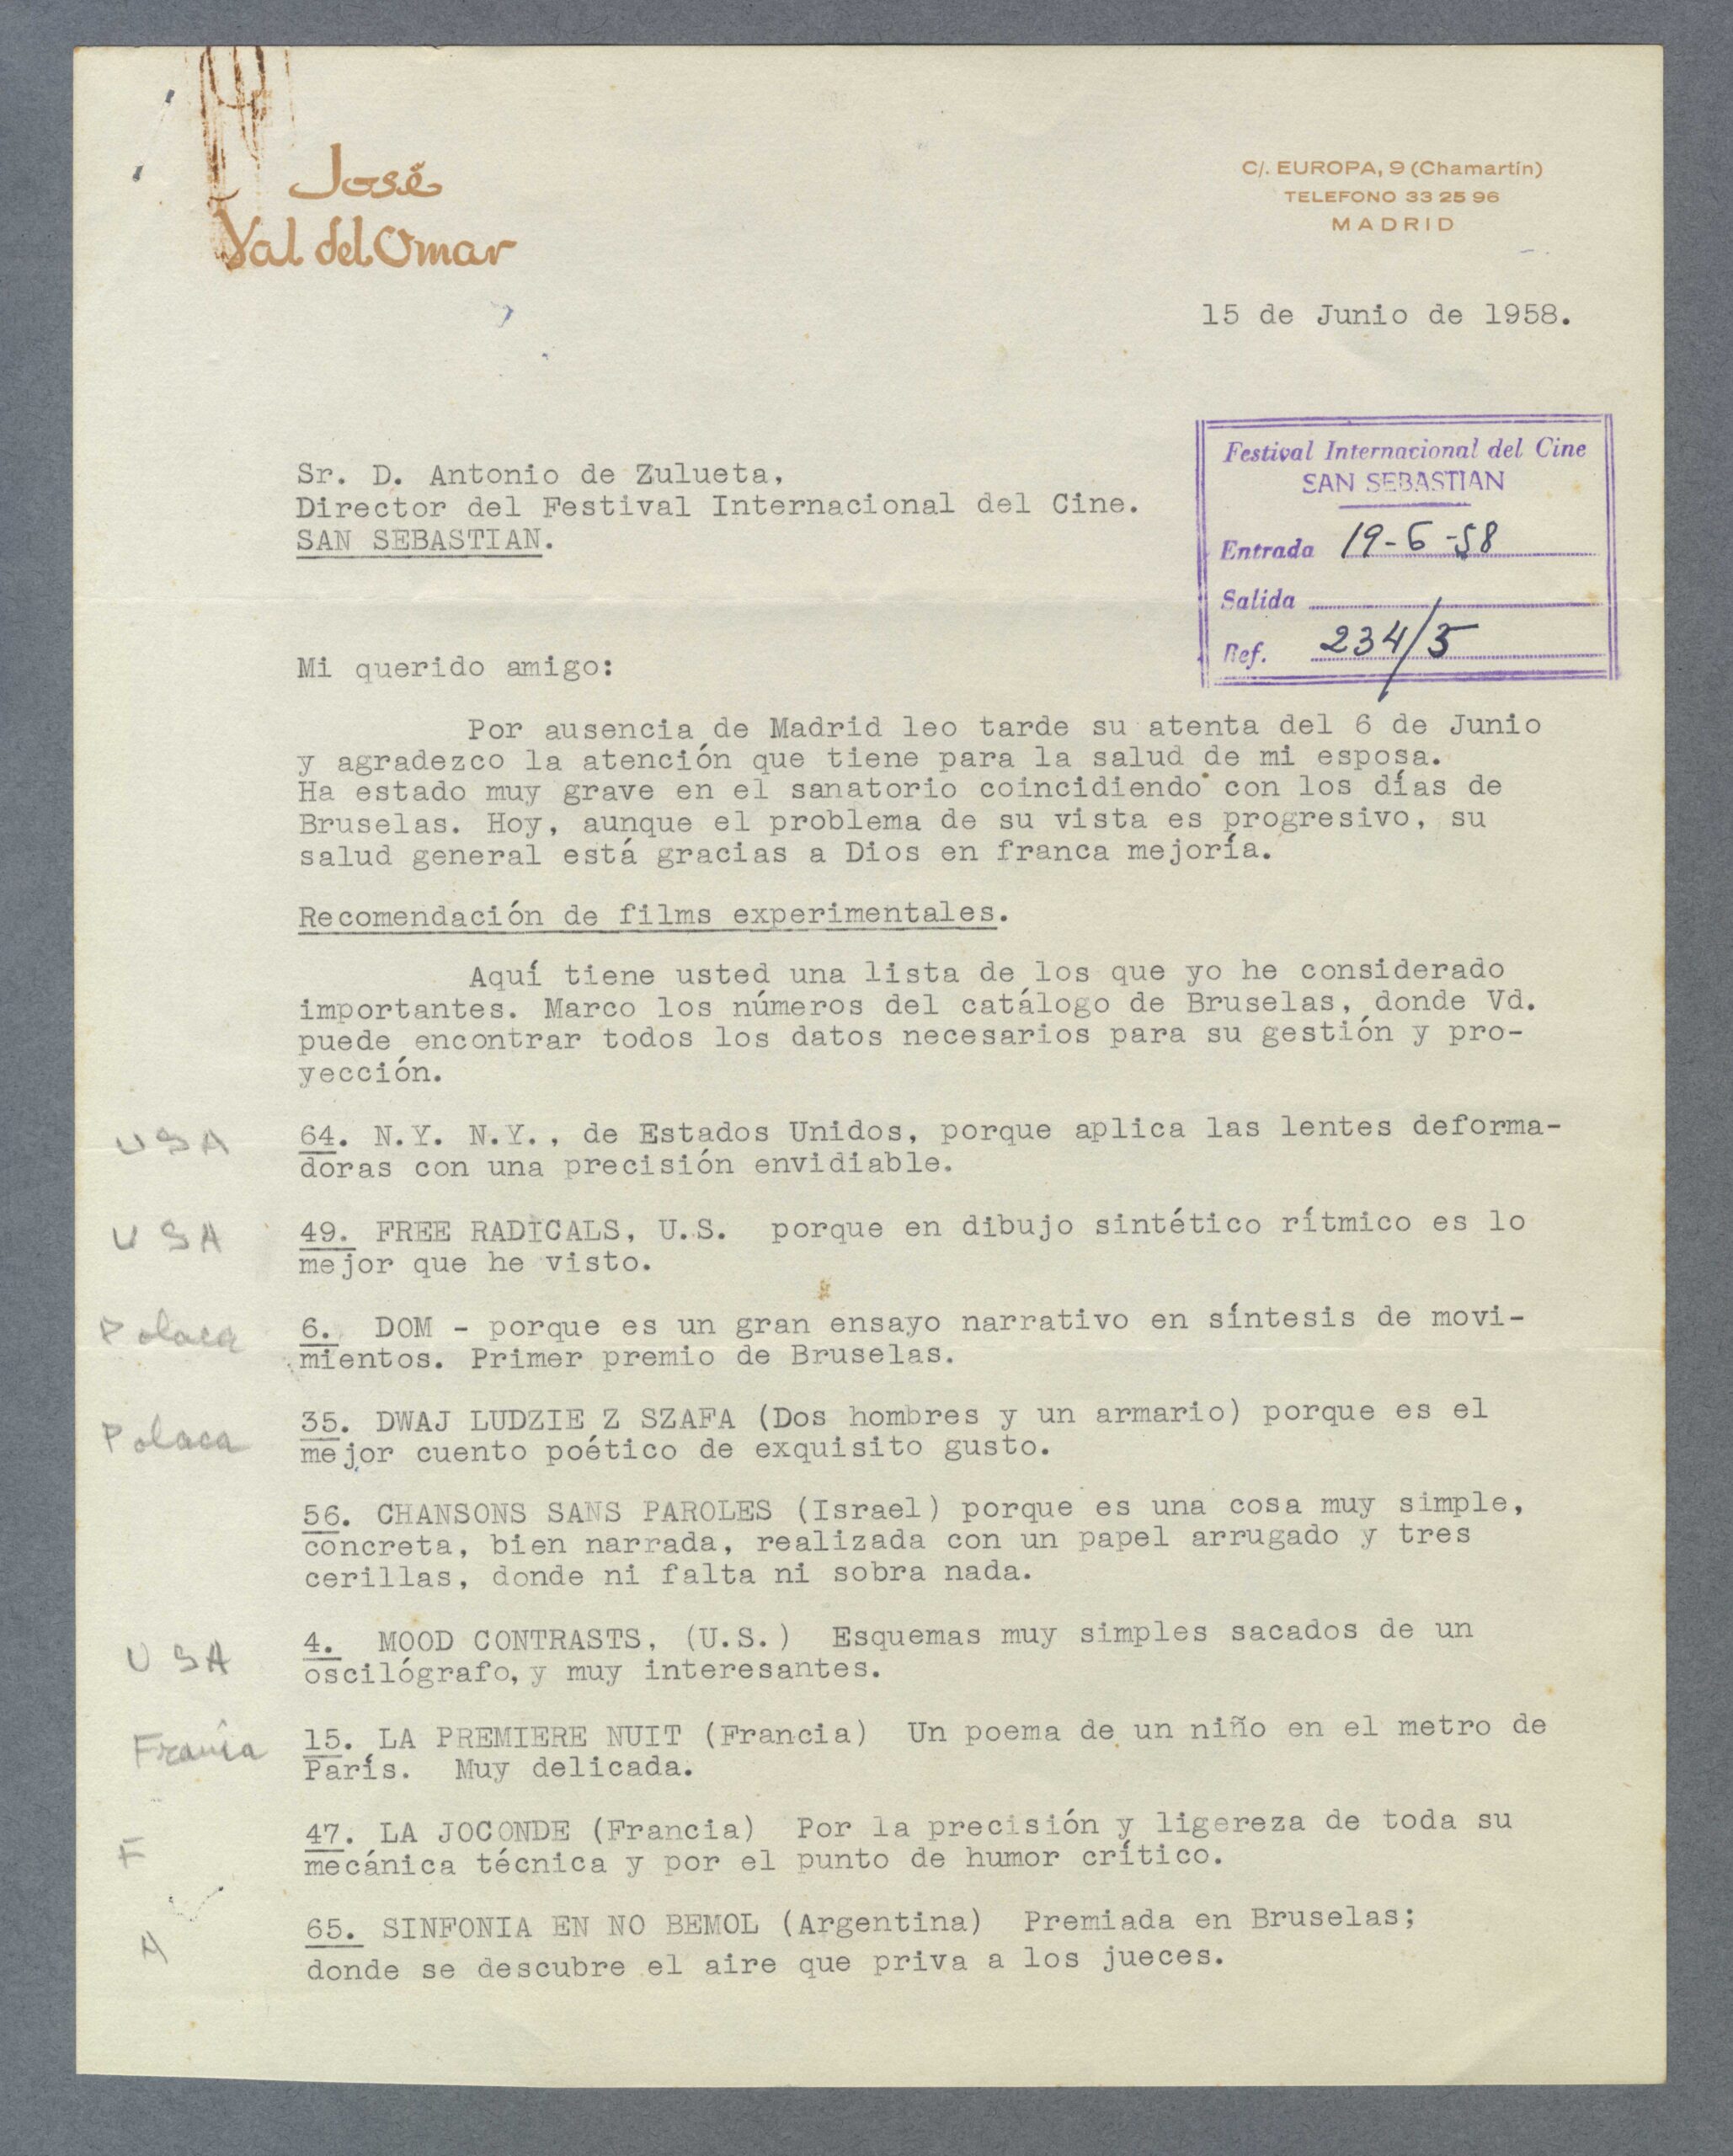 José
Val del Omar
C/. EUROPA, 9 (Chamartín)
TELEFONO 33 25 96
MADRID
15 de Junio de 1958.
Festival Internacional del Cine
SAN SEBASTIAN
Entrada 19-6-58
Salida
Ref. 234/5
Sr. D. Antonio de Zulueta,
Director del Festival Internacional del Cine.
SAN SEBASTIAN.
Mi querido amigo:
Por ausencia de Madrid leo tarde su atenta del 6 de Junio
y agradezco la atención que tiene para la salud de mi esposa.
Ha estado muy grave en el sanatorio coincidiendo con los días de
Bruselas. Hoy, aunque el problema de su vista es progresivo, su
salud general está gracias a Dios en franca mejoría.
Recomendación de films experimentales.
Aquí tiene usted una lista de los que yo he considerado
importantes. Marco los números del catálogo de Bruselas, donde Vd.
puede encontrar todos los datos necesarios para su gestión y pro-
yección.
USA 64. N.Y. N.Y., de Estados Unidos, porque aplica las lentes deforma-
doras con una precisión envidiable.
USA 49. FREE RADICALS, U.S. porque en dibujo sintético rítmico es lo
mejor que he visto.
Polaca 6. DOM - porque es un gran ensayo narrativo en síntesis de movi-
mientos. Primer premio de Bruselas.
Polaca 35. DWAJ LUDZIE Z SZAFA (Dos hombres y un armario) porque es el
mejor cuento poético de exquisito gusto.
56. CHANSONS SANS PAROLES (Israel) porque es una cosa muy simple,
concreta, bien narrada, realizada con un papel arrugado y tres
cerillas, donde ni falta ni sobra nada.
USA 4. MOOD CONTRASTS, (U.S.) Esquemas muy simples sacados de un
oscilógrafo, y muy interesantes.
Francia 15. LA PREMIERE NUIT (Francia) Un poema de un niño en el metro de
París. Muy delicada.
F 47. LA JOCONDE (Francia) Por la precisión y ligereza de toda su
mecánica técnica y por el punto de humor crítico.
A 65. SINFONIA EN NO BEMOL (Argentina) Premiada en Bruselas;
donde se descubre el aire que priva a los jueces.